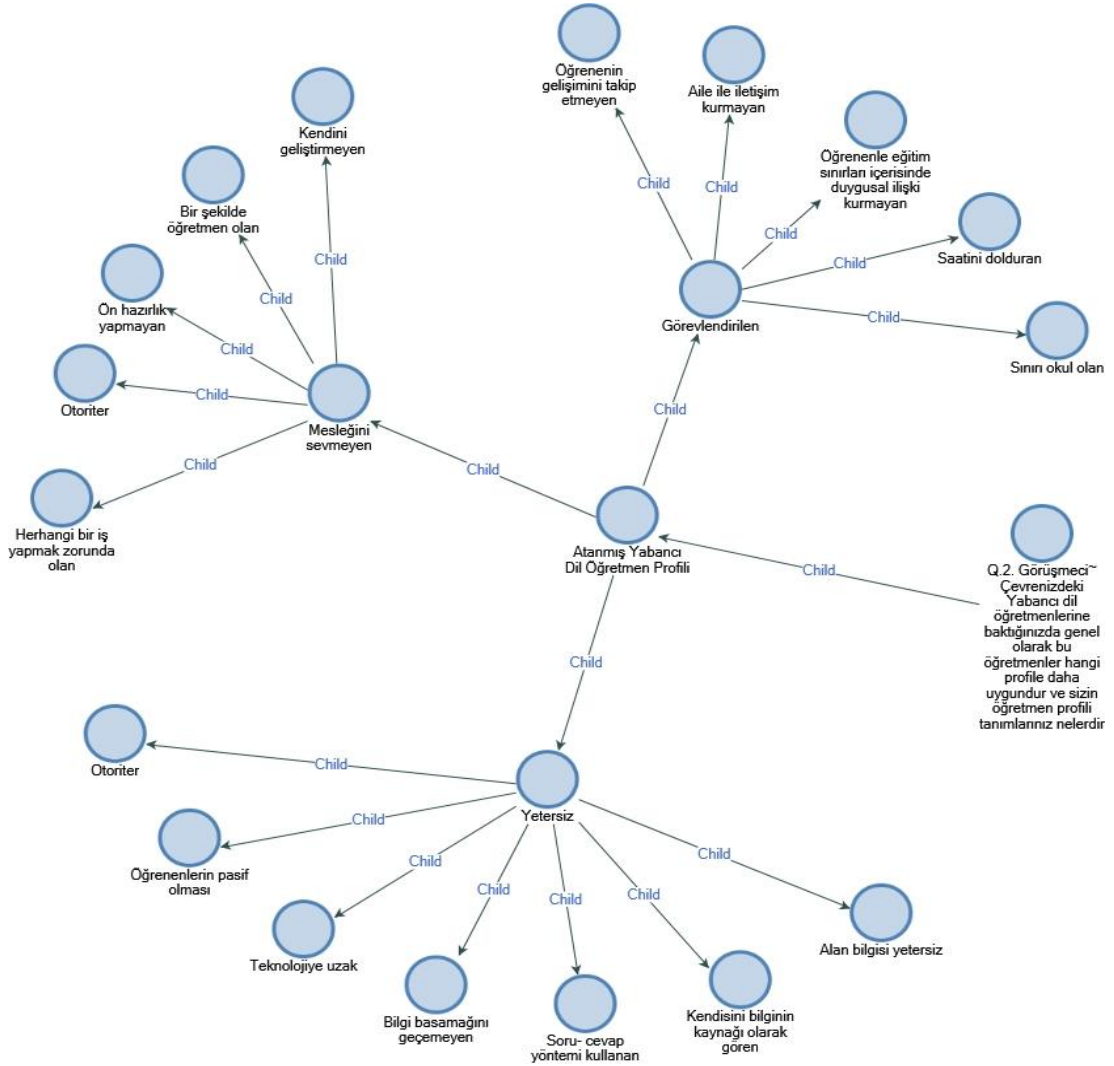 Öğrenenin
gelişimini takip
etmeyen
Aile ile iletişim
kurmayan
Kendini
geliştirmeyen
Öğrenenle eğitim
sınırları içerisinde
duygusal ilişki
kurmayan
Child
Child
Bir şekilde
öğretmen olan
Child
Child
Saatini dolduran
Child
Child
Ön hazırlık
yapmayan
Child
Görevlendirilen
Child
Sınırı okul olan
Child
Otoriter
Child
Mesleğini
sevmeyen
Child
Child
Child
Herhangi bir iş
yapmak zorunda
olan
Atanmış Yabancı
Dil Öğretmen Profili
Child
Q.2. Görüşmeci~
Çevrenizdeki
Yabancı dil
öğretmenlerine
baktığınızda genel
olarak bu
öğretmenler hangi
profile daha
uygundur ve sizin
öğretmen profili
tanımlarınız nelerdir
Child
Otoriter
Child
Yetersiz
Child
Öğrenenlerin pasif
olması
Child
Child
Child
Child
Child
Teknolojiye uzak
Alan bilgisi yetersiz
Bilgi basamağını
geçemeyen
Soru- cevap
yöntemi kullanan
Kendisini bilginin
kaynağı olarak
gören